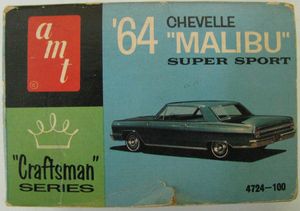 amt
®
'64 CHEVELLE
"MALIBU"
SUPER SPORT
"Craftsman"
SERIES
4724-100